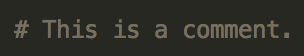 # This is a comment.